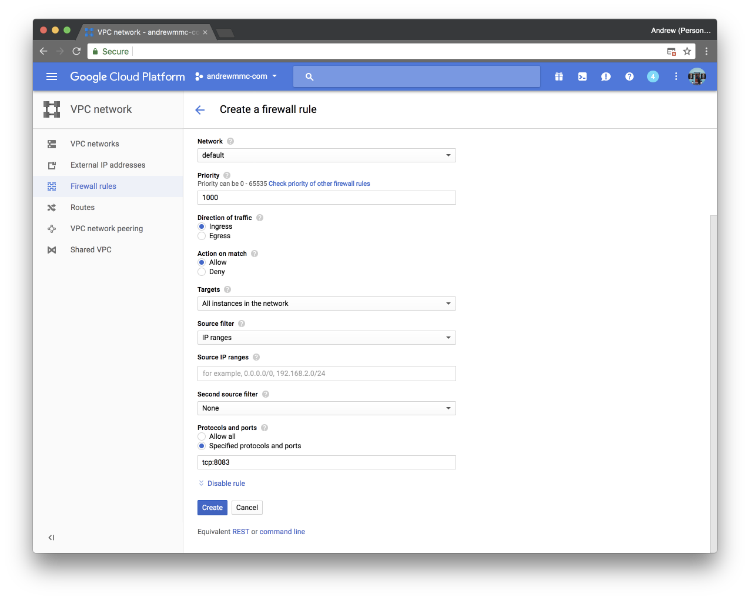 VPC network - andrewmmc-co
Andrew (Person...
Secure
Google Cloud Platform
andrewmmc-com
VPC network
Create a firewall rule
VPC networks
External IP addresses
Firewall rules
Routes
VPC network peering
Shared VPC
Network
default
Priority
Priority can be 0 - 65535 Check priority of other firewall rules
1000
Direction of traffic
Ingress
Egress
Action on match
Allow
Deny
Targets
All instances in the network
Source filter
IP ranges
Source IP ranges
for example, 0.0.0.0/0, 192.168.2.0/24
Second source filter
None
Protocols and ports
Allow all
Specified protocols and ports
tcp:8083
Disable rule
Create
Cancel
Equivalent REST or command line